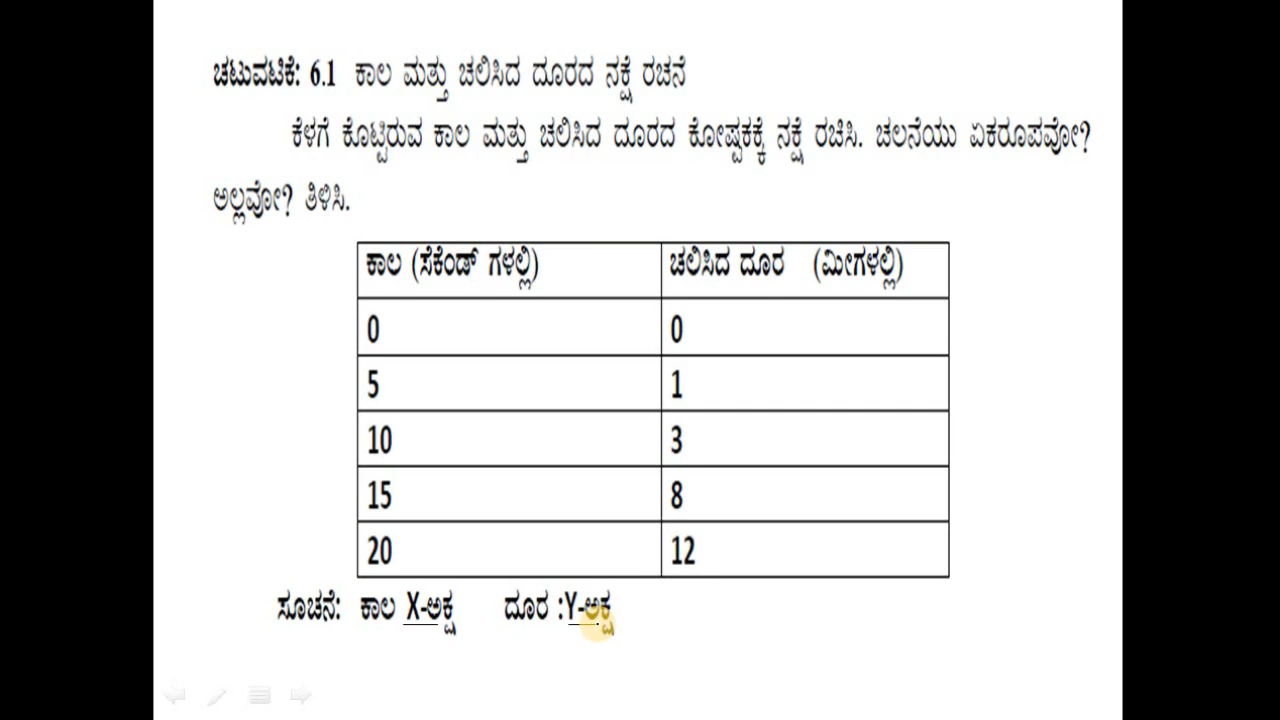 ಚಟುವಟಿಕೆ: 6.1 ಕಾಲ ಮತ್ತು ಚಲಿಸಿದ ದೂರದ ನಕ್ಷೆ ರಚನೆ
ಕೆಳಗೆ ಕೊಟ್ಟಿರುವ ಕಾಲ ಮತ್ತು ಚಲಿಸಿದ ದೂರದ ಕೋಷ್ಟಕಕ್ಕೆ ನಕ್ಷೆ ರಚಿಸಿ. ಚಲನೆಯು ಏಕರೂಪವೋ?
ಅಲ್ಲವೋ? ತಿಳಿಸಿ.
ಕಾಲ (ಸೆಕೆಂಡ್ ಗಳಲ್ಲಿ) ಚಲಿಸಿದ ದೂರ (ಮೀಗಳಲ್ಲಿ)
0 0
5 1
10 3
15 8
20 12
ಸೂಚನೆ: ಕಾಲ X-ಅಕ್ಷ ದೂರ :Y-ಅಕ್ಷ